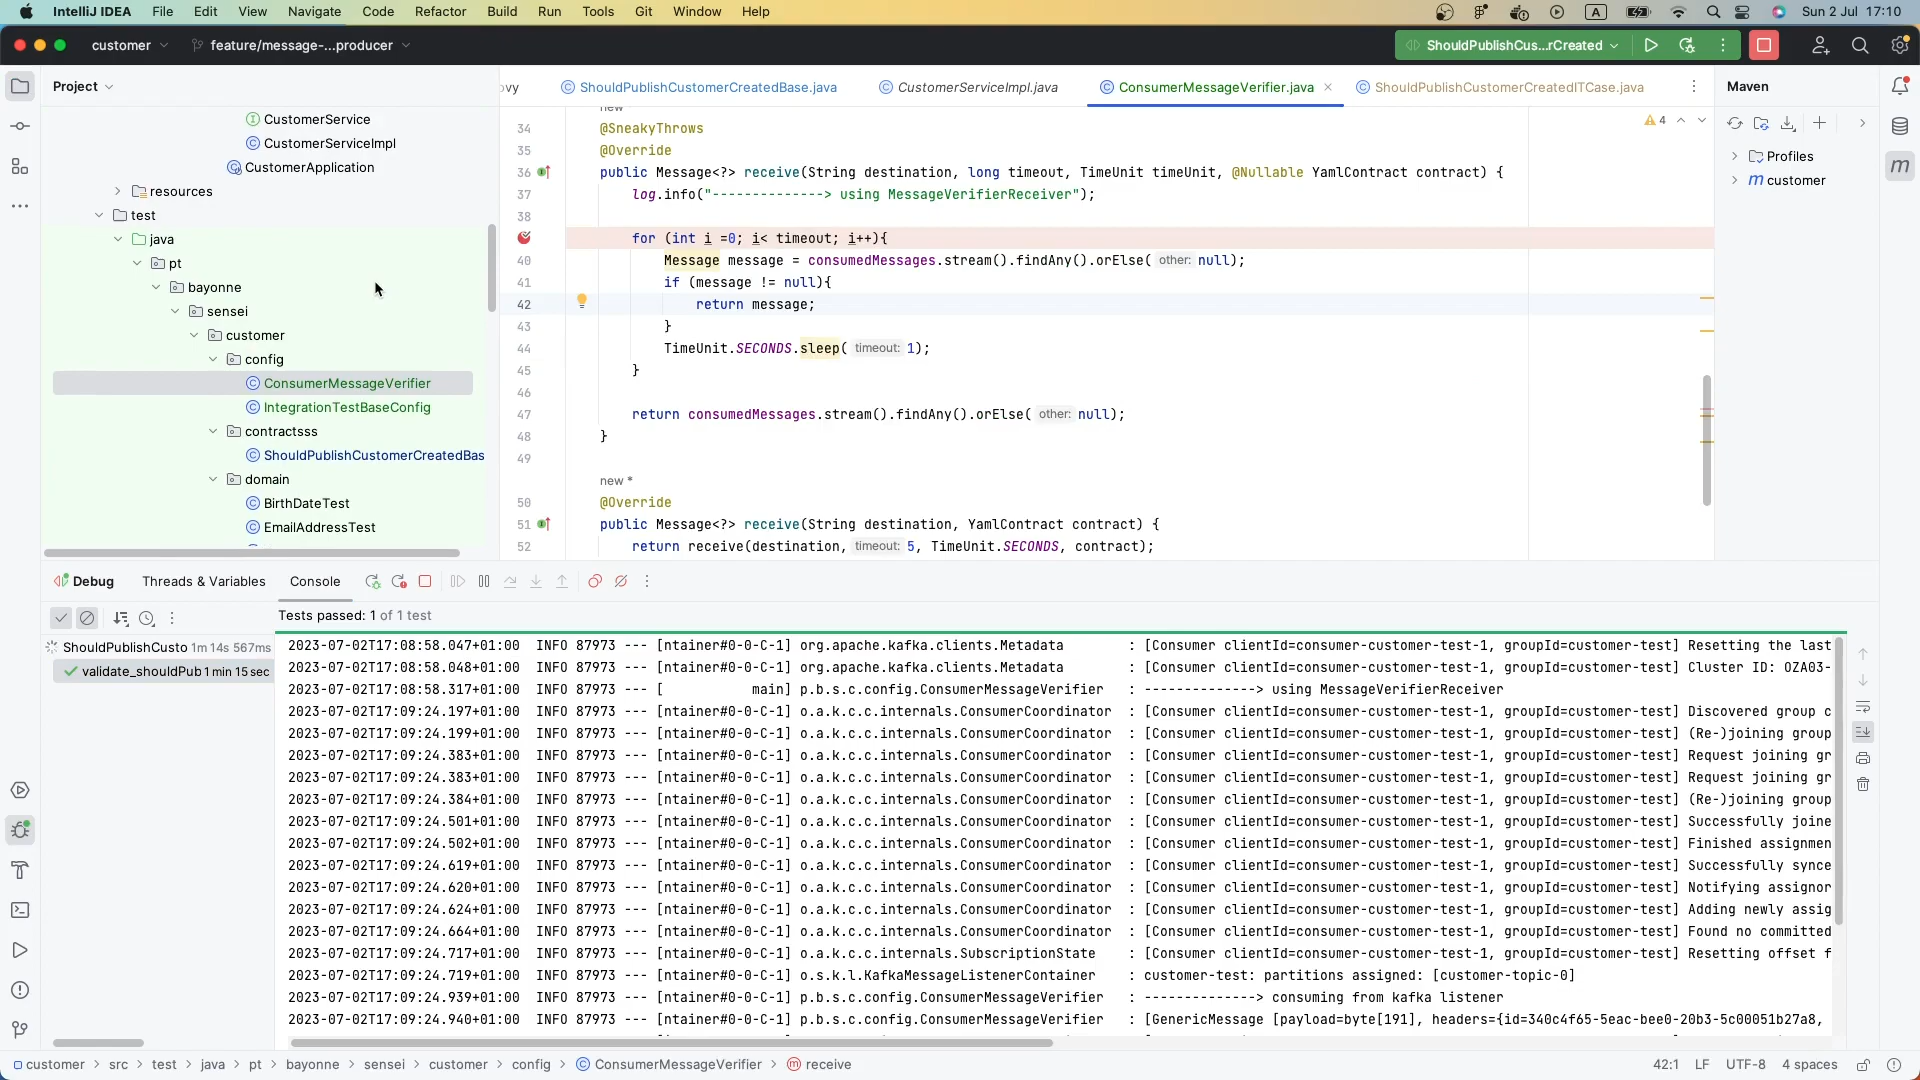 IntelliJ IDEA File Edit View Navigate Code Refactor Build Run Tools Git Window Help A Sun 2 Jul 17:10
customer feature/message-...producer ShouldPublishCus...rCreated
Project
ovy ShouldPublishCustomerCreatedBase.java CustomerServiceImpl.java ConsumerMessageVerifier.java ShouldPublishCustomerCreatedITCase.java
Maven
CustomerService
CustomerServiceImpl
CustomerApplication
resources
test
java
pt
bayonne
sensei
customer
config
ConsumerMessageVerifier
IntegrationTestBaseConfig
contractsss
ShouldPublishCustomerCreatedBas
domain
BirthDateTest
EmailAddressTest
new
34 @SneakyThrows
35 @Override
36 public Message<?> receive(String destination, long timeout, TimeUnit timeUnit, @Nullable YamlContract contract) {
37 log.info("--------------> using MessageVerifierReceiver");
38
for (int i =0; i< timeout; i++){
40 Message message = consumedMessages.stream().findAny().orElse( other: null);
41 if (message != null){
42 return message;
43 }
44 TimeUnit.SECONDS.sleep( timeout: 1);
45 }
46
47 return consumedMessages.stream().findAny().orElse( other: null);
48 }
49
new *
50 @Override
51 public Message<?> receive(String destination, YamlContract contract) {
52 return receive(destination, timeout: 5, TimeUnit.SECONDS, contract);
4
Profiles
m customer
m
Debug Threads & Variables Console
Tests passed: 1 of 1 test
ShouldPublishCusto 1m 14s 567ms
validate_shouldPub 1 min 15 sec
2023-07-02T17:08:58.047+01:00 INFO 87973 --- [ntainer#0-0-C-1] org.apache.kafka.clients.Metadata : [Consumer clientId=consumer-customer-test-1, groupId=customer-test] Resetting the last
2023-07-02T17:08:58.048+01:00 INFO 87973 --- [ntainer#0-0-C-1] org.apache.kafka.clients.Metadata : [Consumer clientId=consumer-customer-test-1, groupId=customer-test] Cluster ID: OZA03-
2023-07-02T17:08:58.317+01:00 INFO 87973 --- [ main] p.b.s.c.config.ConsumerMessageVerifier : --------------> using MessageVerifierReceiver
2023-07-02T17:09:24.197+01:00 INFO 87973 --- [ntainer#0-0-C-1] o.a.k.c.c.internals.ConsumerCoordinator : [Consumer clientId=consumer-customer-test-1, groupId=customer-test] Discovered group c
2023-07-02T17:09:24.199+01:00 INFO 87973 --- [ntainer#0-0-C-1] o.a.k.c.c.internals.ConsumerCoordinator : [Consumer clientId=consumer-customer-test-1, groupId=customer-test] (Re-)joining group
2023-07-02T17:09:24.383+01:00 INFO 87973 --- [ntainer#0-0-C-1] o.a.k.c.c.internals.ConsumerCoordinator : [Consumer clientId=consumer-customer-test-1, groupId=customer-test] Request joining gr
2023-07-02T17:09:24.383+01:00 INFO 87973 --- [ntainer#0-0-C-1] o.a.k.c.c.internals.ConsumerCoordinator : [Consumer clientId=consumer-customer-test-1, groupId=customer-test] Request joining gr
2023-07-02T17:09:24.384+01:00 INFO 87973 --- [ntainer#0-0-C-1] o.a.k.c.c.internals.ConsumerCoordinator : [Consumer clientId=consumer-customer-test-1, groupId=customer-test] (Re-)joining group
2023-07-02T17:09:24.501+01:00 INFO 87973 --- [ntainer#0-0-C-1] o.a.k.c.c.internals.ConsumerCoordinator : [Consumer clientId=consumer-customer-test-1, groupId=customer-test] Successfully joine
2023-07-02T17:09:24.502+01:00 INFO 87973 --- [ntainer#0-0-C-1] o.a.k.c.c.internals.ConsumerCoordinator : [Consumer clientId=consumer-customer-test-1, groupId=customer-test] Finished assignmen
2023-07-02T17:09:24.619+01:00 INFO 87973 --- [ntainer#0-0-C-1] o.a.k.c.c.internals.ConsumerCoordinator : [Consumer clientId=consumer-customer-test-1, groupId=customer-test] Successfully synce
2023-07-02T17:09:24.620+01:00 INFO 87973 --- [ntainer#0-0-C-1] o.a.k.c.c.internals.ConsumerCoordinator : [Consumer clientId=consumer-customer-test-1, groupId=customer-test] Notifying assignor
2023-07-02T17:09:24.624+01:00 INFO 87973 --- [ntainer#0-0-C-1] o.a.k.c.c.internals.ConsumerCoordinator : [Consumer clientId=consumer-customer-test-1, groupId=customer-test] Adding newly assig
2023-07-02T17:09:24.664+01:00 INFO 87973 --- [ntainer#0-0-C-1] o.a.k.c.c.internals.ConsumerCoordinator : [Consumer clientId=consumer-customer-test-1, groupId=customer-test] Found no committed
2023-07-02T17:09:24.717+01:00 INFO 87973 --- [ntainer#0-0-C-1] o.a.k.c.c.internals.SubscriptionState : [Consumer clientId=consumer-customer-test-1, groupId=customer-test] Resetting offset f
2023-07-02T17:09:24.719+01:00 INFO 87973 --- [ntainer#0-0-C-1] o.s.k.l.KafkaMessageListenerContainer : customer-test: partitions assigned: [customer-topic-0]
2023-07-02T17:09:24.939+01:00 INFO 87973 --- [ntainer#0-0-C-1] p.b.s.c.config.ConsumerMessageVerifier : --------------> consuming from kafka listener
2023-07-02T17:09:24.940+01:00 INFO 87973 --- [ntainer#0-0-C-1] p.b.s.c.config.ConsumerMessageVerifier : [GenericMessage [payload=byte[191], headers={id=340c4f65-5eac-bee0-20b3-5c00051b27a8,
customer > src > test > java > pt > bayonne > sensei > customer > config > ConsumerMessageVerifier > receive 42:1 LF UTF-8 4 spaces